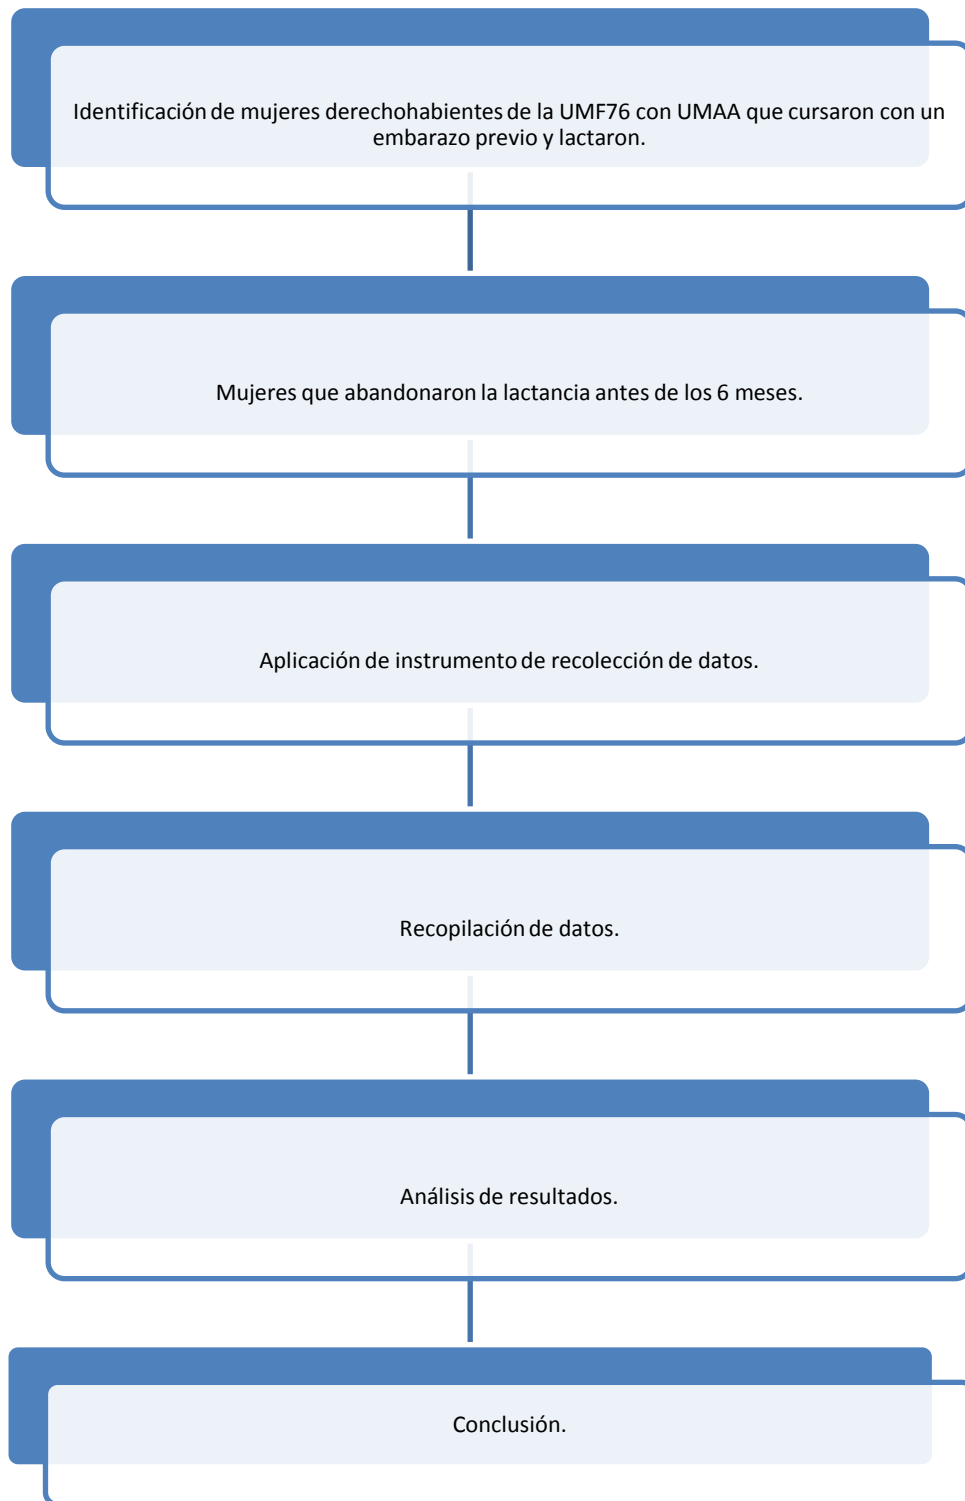 Identificación de mujeres derechohabientes de la UMF76 con UMAA que cursaron con un
embarazo previo y lactaron.
Mujeres que abandonaron la lactancia antes de los 6 meses.
Aplicación de instrumento de recolección de datos.
Recopilación de datos.
Análisis de resultados.
Conclusión.